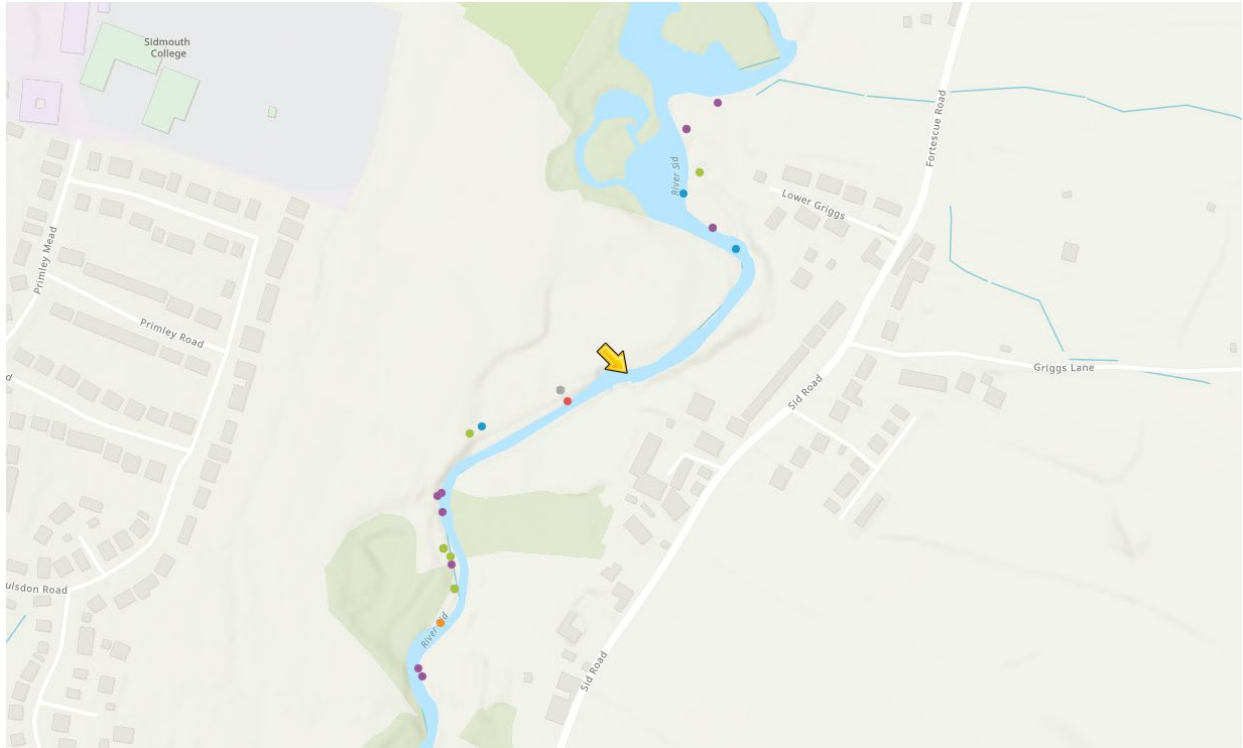 Sidmouth
College
Fortescue Road
River Sid
Lower Griggs
Primley Mead
Primley Road
Griggs Lane
Sid Road
ulsdon Road
River Sid
Sid Road